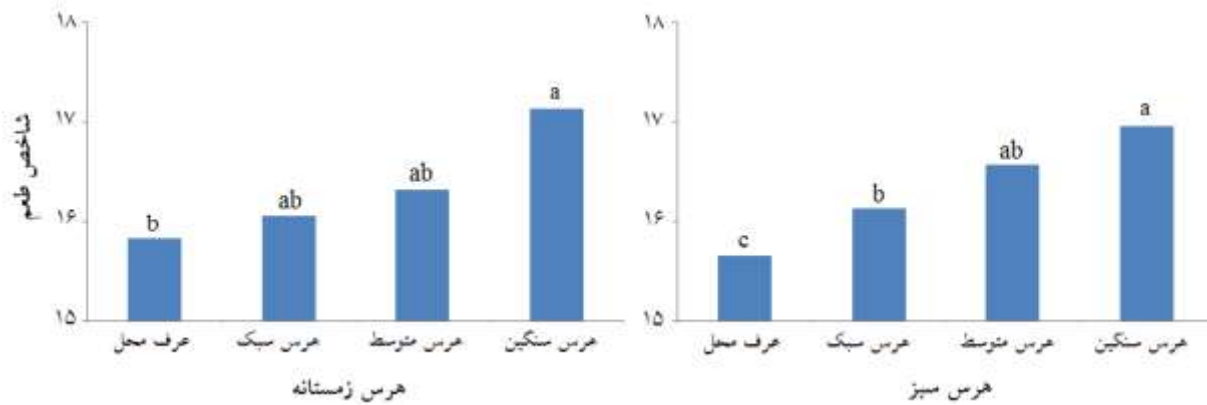 ۱۸
۱۷
۱۶
۱۵
شاخص طعم
b
ab
ab
a
عرف محل
هرس سبک
هرس متوسط
هرس سنگین
هرس زمستانه
۱۸
۱۷
۱۶
۱۵
c
b
ab
a
عرف محل
هرس سبک
هرس متوسط
هرس سنگین
هرس سبز